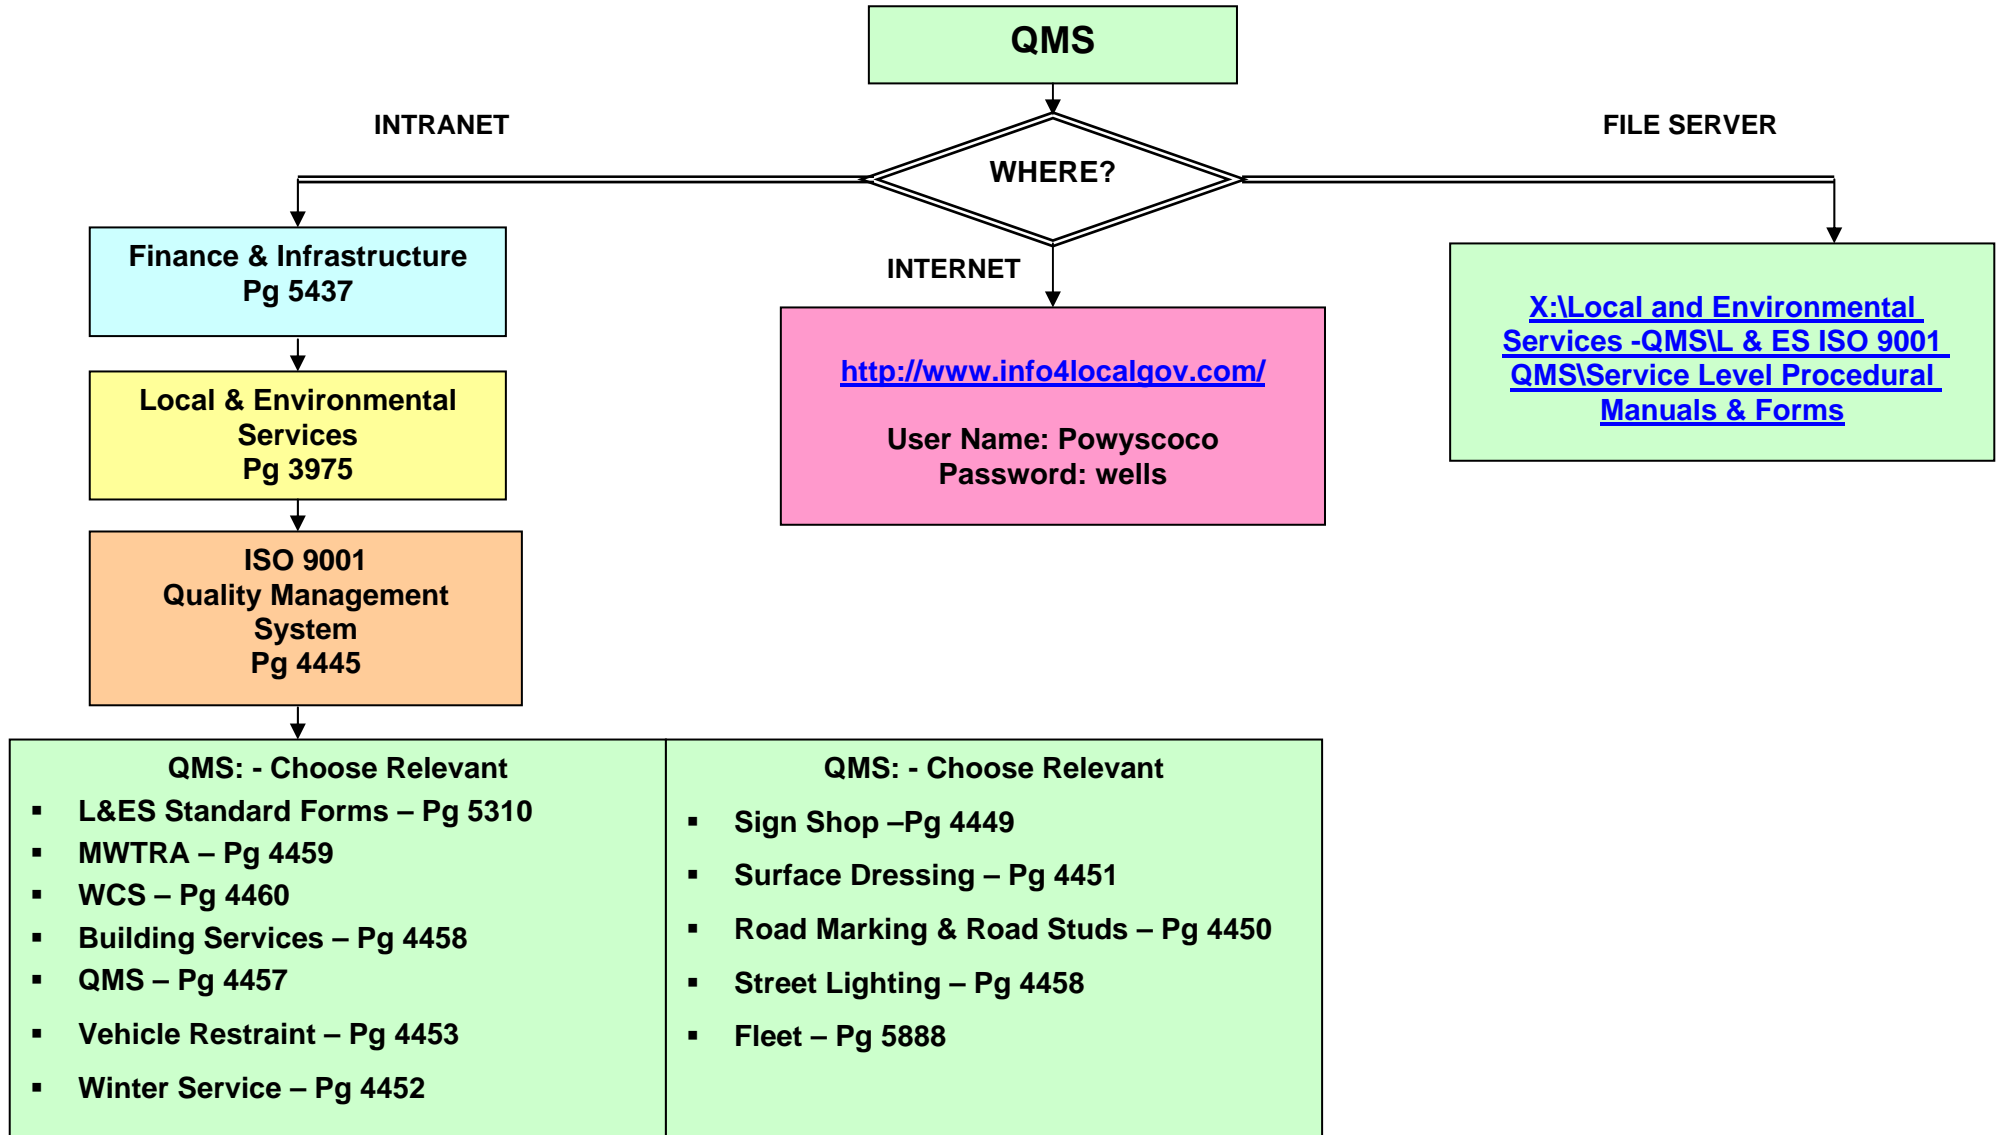 QMS
INTRANET
FILE SERVER
WHERE?
INTERNET
Finance & Infrastructure
Pg 5437
Local & Environmental
Services
Pg 3975
ISO 9001
Quality Management
System
Pg 4445
http://www.info4localgov.com/
User Name: Powyscoco
Password: wells
X:\Local and Environmental
Services -QMS\L & ES ISO 9001
QMS\Service Level Procedural
Manuals & Forms
QMS: - Choose Relevant
▪ L&ES Standard Forms – Pg 5310
▪ MWTRA – Pg 4459
▪ WCS – Pg 4460
▪ Building Services – Pg 4458
▪ QMS – Pg 4457
▪ Vehicle Restraint – Pg 4453
▪ Winter Service – Pg 4452
QMS: - Choose Relevant
▪ Sign Shop –Pg 4449
▪ Surface Dressing – Pg 4451
▪ Road Marking & Road Studs – Pg 4450
▪ Street Lighting – Pg 4458
▪ Fleet – Pg 5888